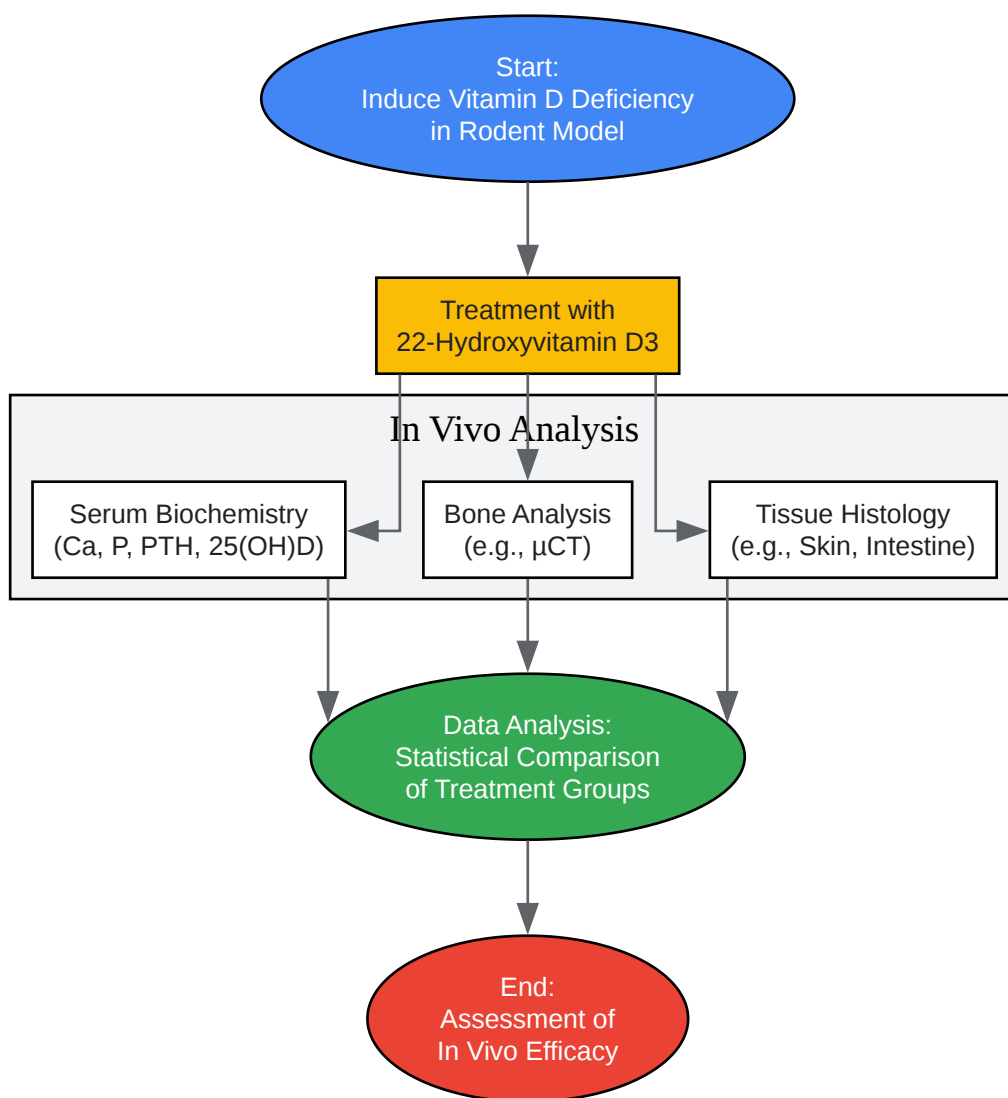 Start:
Induce Vitamin D Deficiency
in Rodent Model
Treatment with
22-Hydroxyvitamin D3
In Vivo Analysis
Serum Biochemistry
(Ca, P, PTH, 25(OH)D)
Bone Analysis
(e.g., µCT)
Tissue Histology
(e.g., Skin, Intestine)
Data Analysis:
Statistical Comparison
of Treatment Groups
End:
Assessment of
In Vivo Efficacy